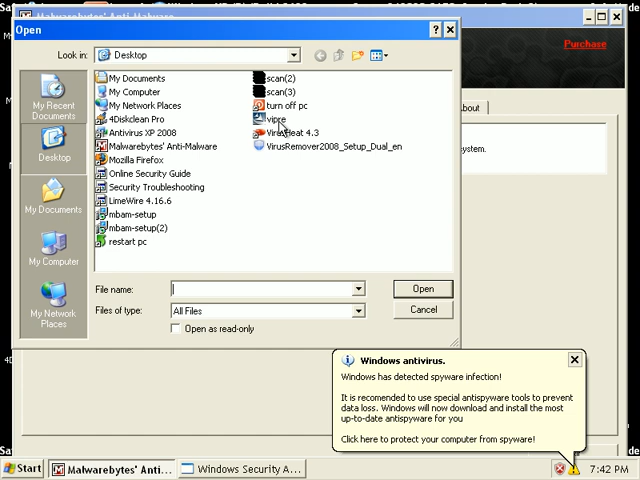 Malwarebytes' Anti-Malware
Open
Purchase
Look in:
Desktop
My Recent
Documents
Desktop
My Documents
My Computer
My Network
Places
My Documents
My Computer
My Network Places
4Diskclean Pro
Antivirus XP 2008
Malwarebytes' Anti-Malware
Mozilla Firefox
Online Security Guide
Security Troubleshooting
LimeWire 4.16.6
mbam-setup
mbam-setup(2)
restart pc
scan(2)
scan(3)
turn off pc
vipre
VirusRemover2008_Setup_Dual_en
bout
ystem.
File name:
Open
Files of type:
All Files
Cancel
Open as read-only
Windows antivirus.
Windows has detected spyware infection!
It is recomended to use special antispyware tools to prevent
data loss. Windows will now download and install the most
up-to-date antispyware for you
Click here to protect your computer from spyware!
Start
Malwarebytes' Anti...
Windows Security A...
7:42 PM